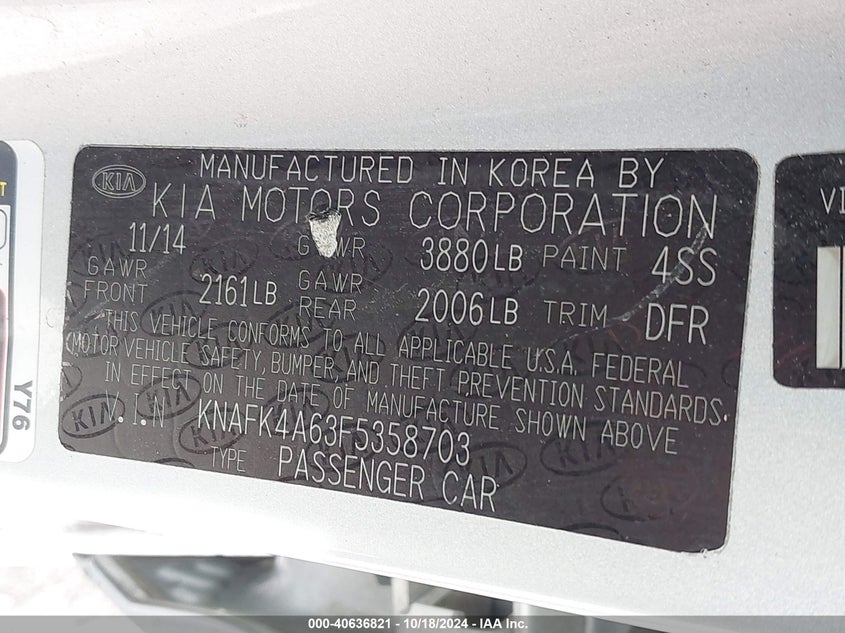 MANUFACTURED IN KOREA BY
KIA
KIA MOTORS CORPORATION
11/14 3880LB PAINT 4SS
GAWR FRONT 2161LB GAWR REAR 2006LB TRIM DFR
THIS VEHICLE CONFORMS TO ALL APPLICABLE U.S.A. FEDERAL
MOTOR VEHICLE SAFETY, BUMPER, AND THEFT PREVENTION STANDARDS
IN EFFECT ON THE DATE OF MANUFACTURE SHOWN ABOVE
V.I.N KNAFK4A63F5358703
TYPE PASSENGER CAR
Y76
VI
000-40636821 / 10/18/2024 / IAA Inc.